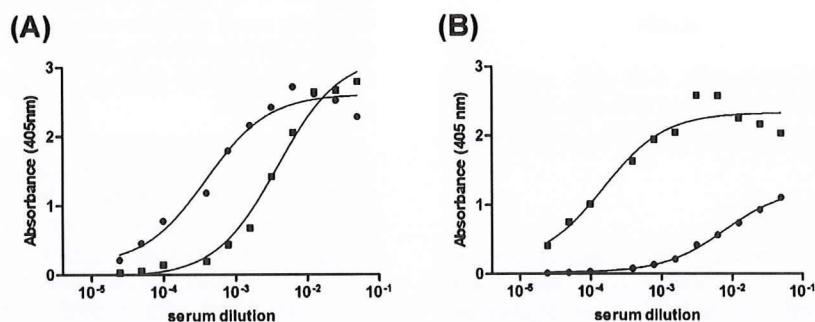 (A)
Absorbance (405nm)
3
2
1
0
10-5 10-4 10-3 10-2 10-1
serum dilution
(B)
Absorbance (405 nm)
3
2
1
0
10-5 10-4 10-3 10-2 10-1
serum dilution